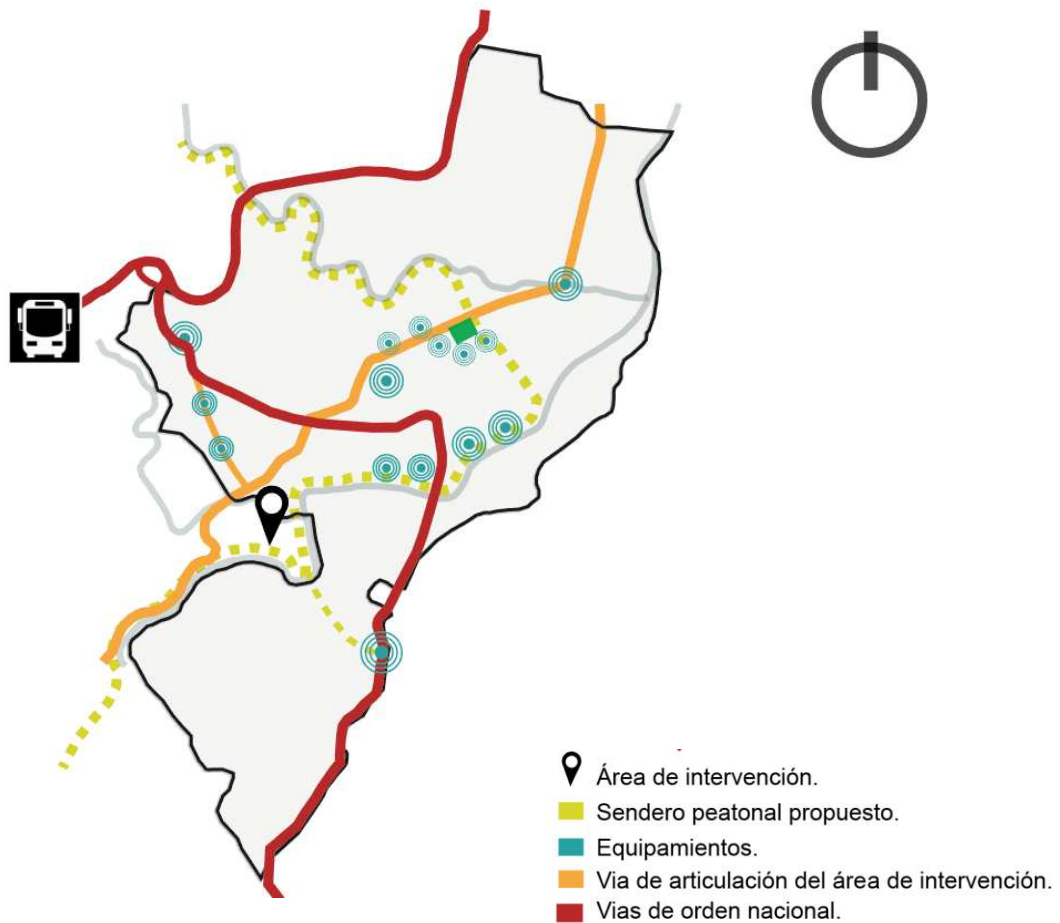 Área de intervención.
Sendero peatonal propuesto.
Equipamientos.
Via de articulación del área de intervención.
Vias de orden nacional.